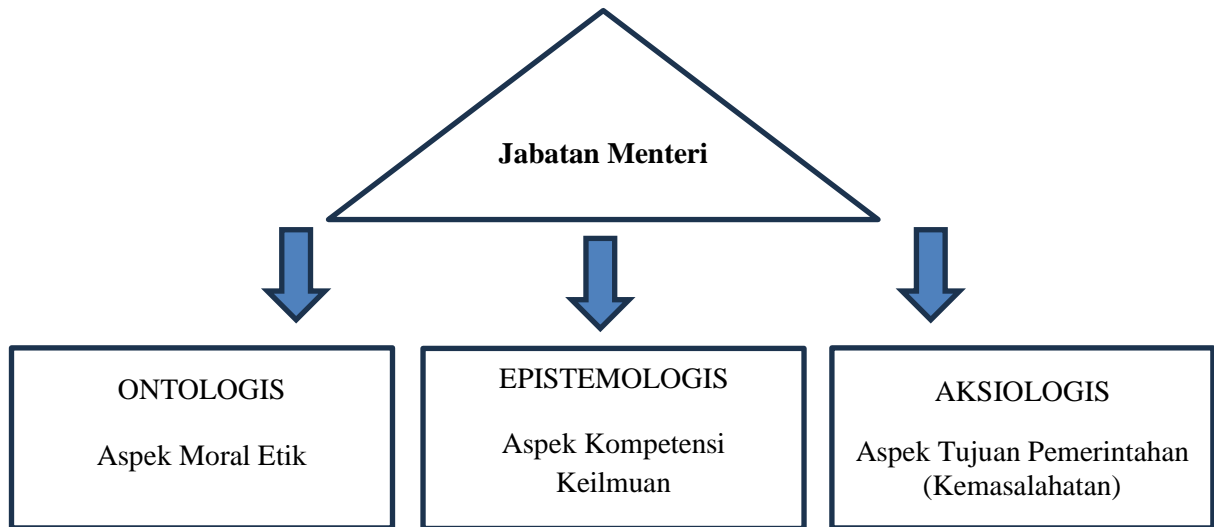 Jabatan Menteri
ONTOLOGIS
Aspek Moral Etik
EPISTEMOLOGIS
Aspek Kompetensi
Keilmuan
AKSIOLOGIS
Aspek Tujuan Pemerintahan
(Kemasalahatan)